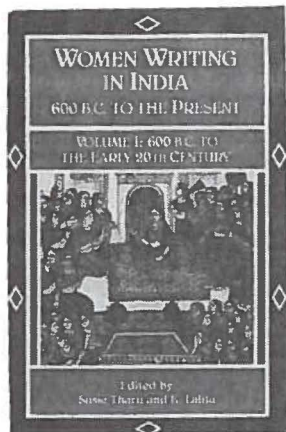 WOMEN WRITING
IN INDIA
600 B.C. TO THE PRESENT
VOLUME I: 600 B.C. TO
THE EARLY 20TH CENTURY
Edited by
Susie Tharu and K. Lalita